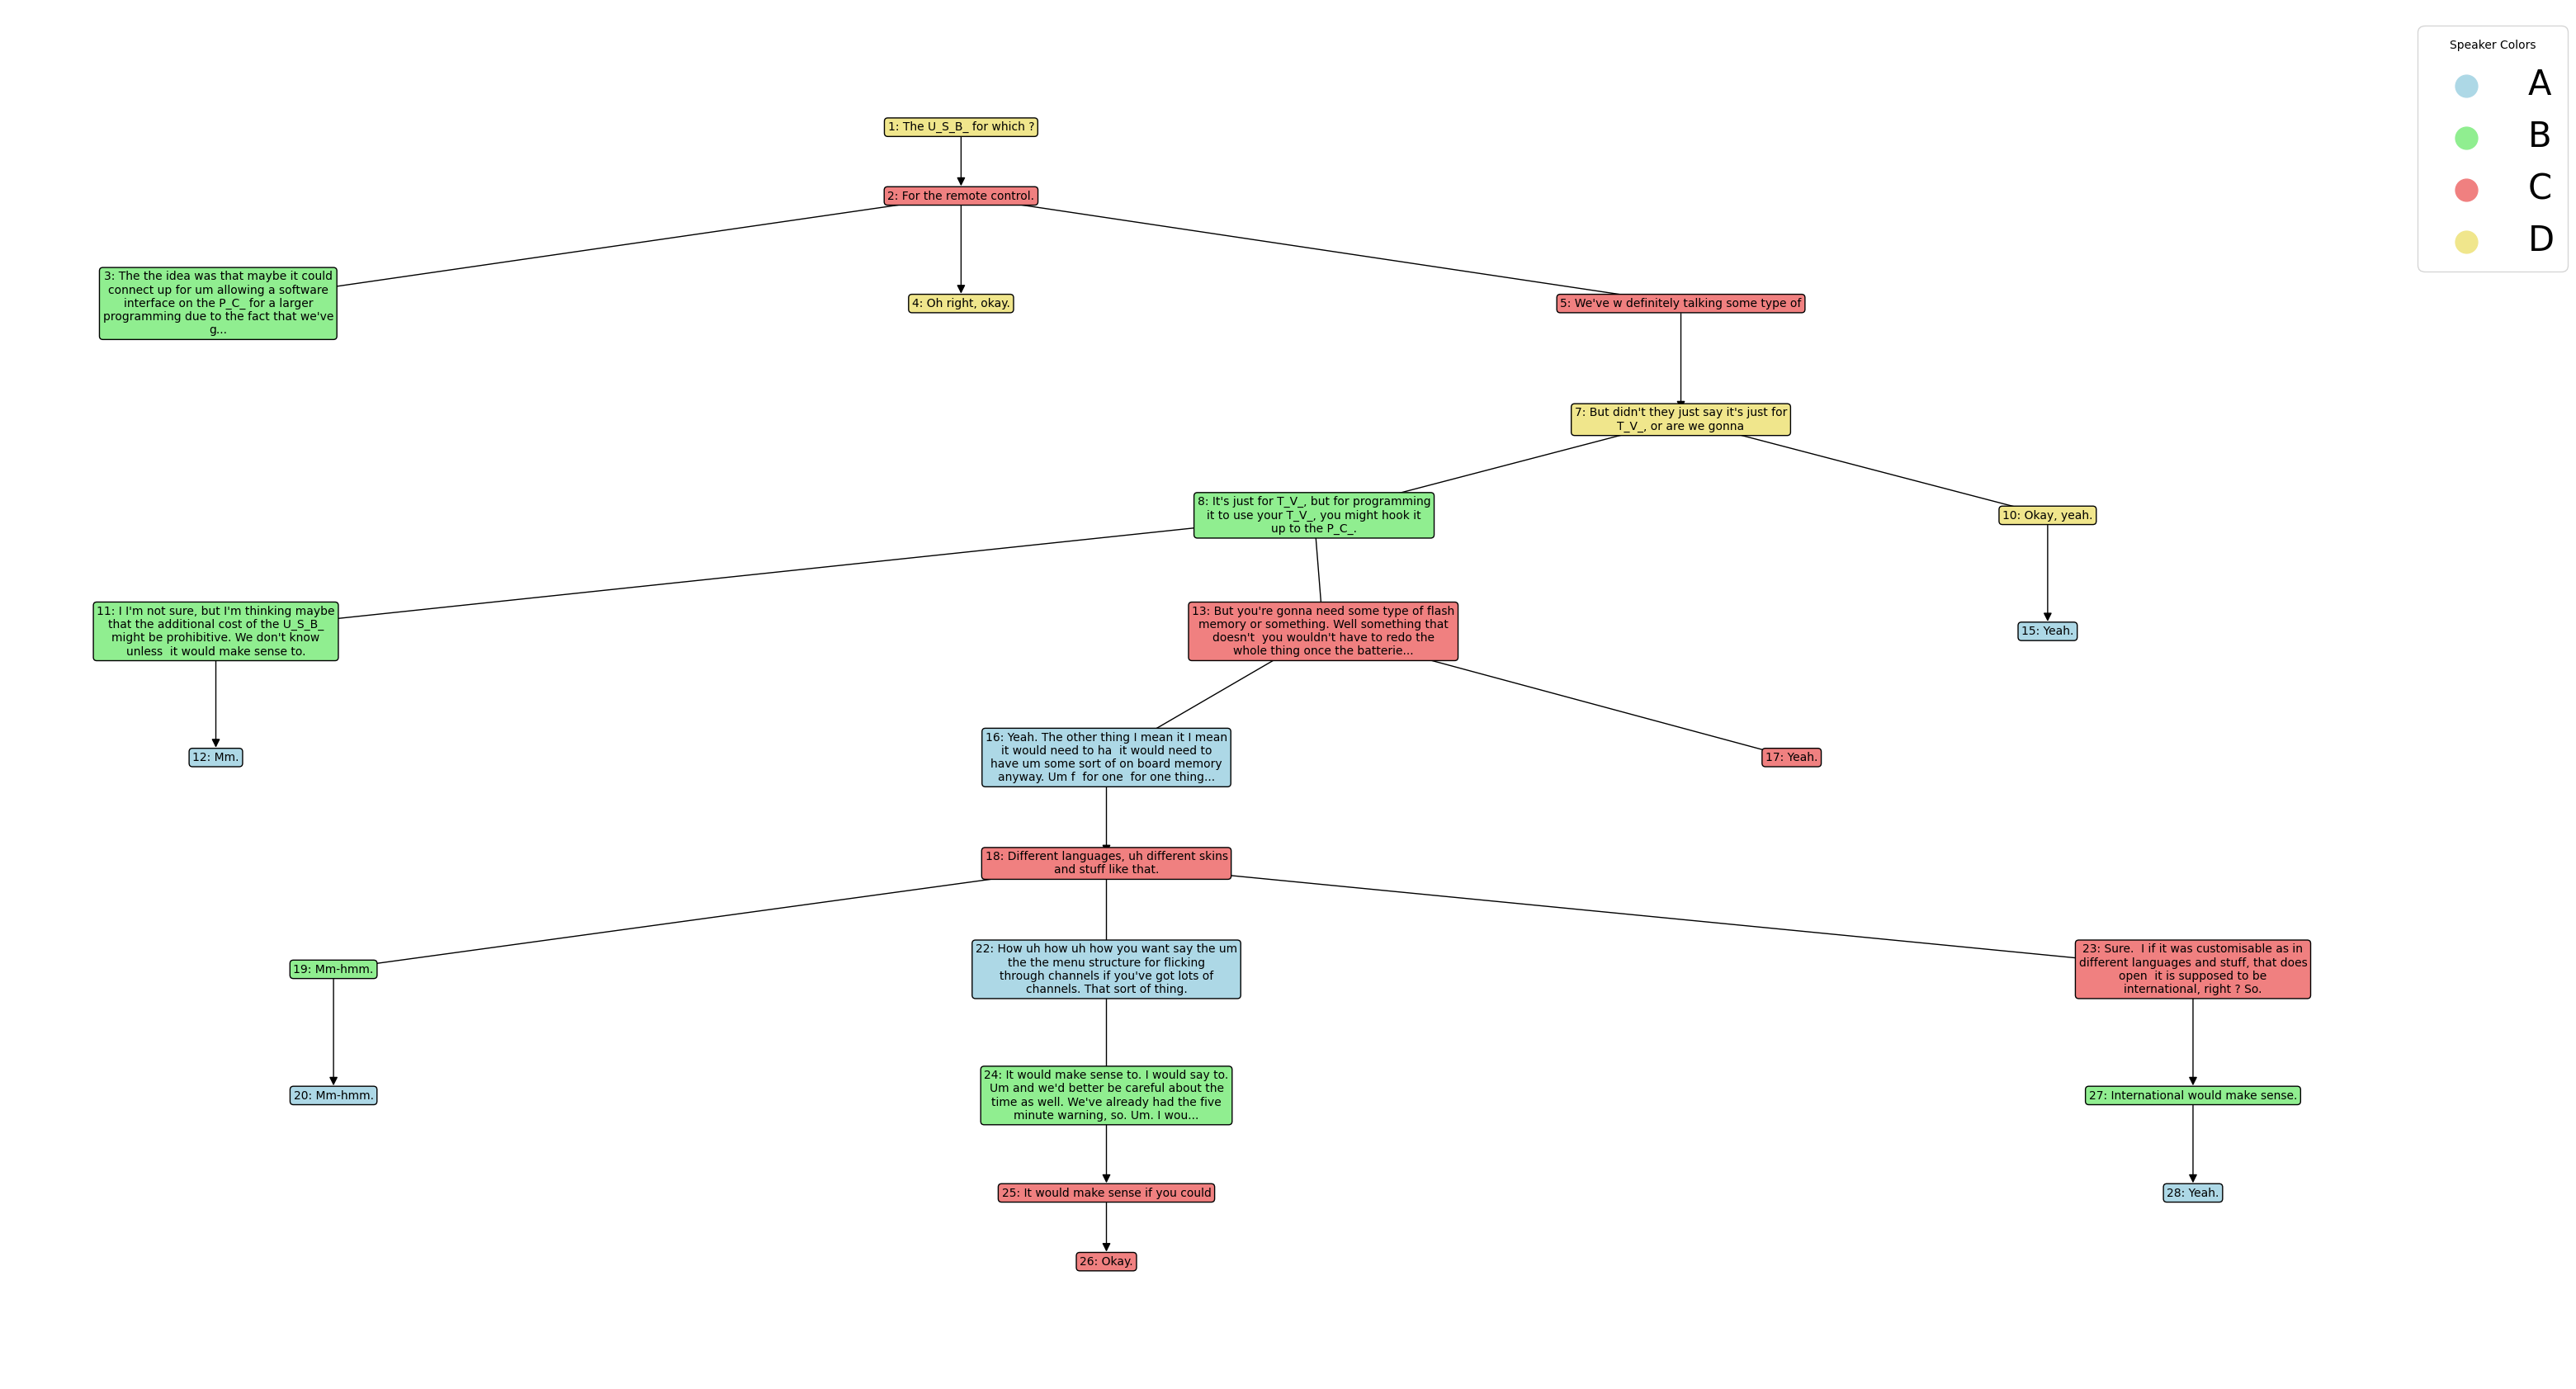 Speaker Colors
A
B
C
D
1: The U_S_B_ for which ?
2: For the remote control.
3: The the idea was that maybe it could
connect up for um allowing a software
interface on the P_C_ for a larger
programming due to the fact that we've
g...
4: Oh right, okay.
5: We've w definitely talking some type of
7: But didn't they just say it's just for
T_V_, or are we gonna
8: It's just for T_V_, but for programming
it to use your T_V_, you might hook it
up to the P_C_.
10: Okay, yeah.
11: I I'm not sure, but I'm thinking maybe
that the additional cost of the U_S_B_
might be prohibitive. We don't know
unless  it would make sense to.
13: But you're gonna need some type of flash
memory or something. Well something that
doesn't  you wouldn't have to redo the
whole thing once the batterie...
15: Yeah.
12: Mm.
16: Yeah. The other thing I mean it I mean
it would need to ha  it would need to
have um some sort of on board memory
anyway. Um f  for one  for one thing...
17: Yeah.
18: Different languages, uh different skins
and stuff like that.
19: Mm-hmm.
22: How uh how uh how you want say the um
the the menu structure for flicking
through channels if you've got lots of
channels. That sort of thing.
23: Sure.  I if it was customisable as in
different languages and stuff, that does
open  it is supposed to be
international, right ? So.
20: Mm-hmm.
24: It would make sense to. I would say to.
Um and we'd better be careful about the
time as well. We've already had the five
minute warning, so. Um. I wou...
27: International would make sense.
25: It would make sense if you could
28: Yeah.
26: Okay.